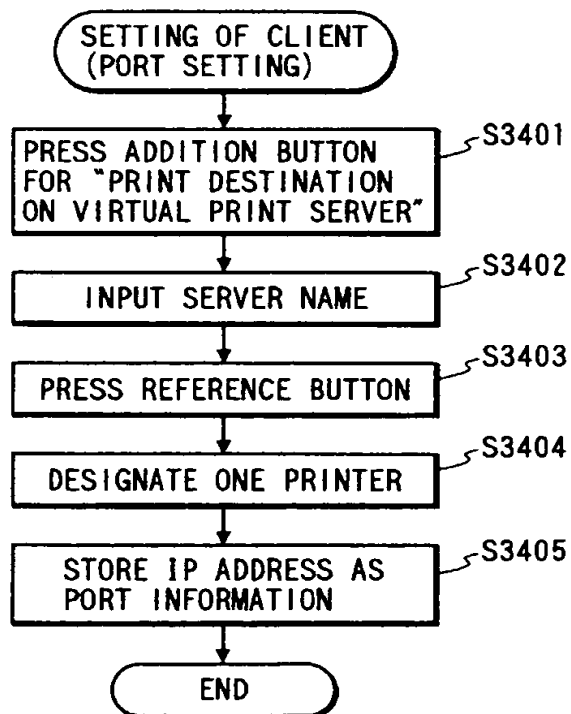 SETTING OF CLIENT
(PORT SETTING)
S3401
PRESS ADDITION BUTTON
FOR "PRINT DESTINATION
ON VIRTUAL PRINT SERVER"
S3402
INPUT SERVER NAME
S3403
PRESS REFERENCE BUTTON
S3404
DESIGNATE ONE PRINTER
S3405
STORE IP ADDRESS AS
PORT INFORMATION
END